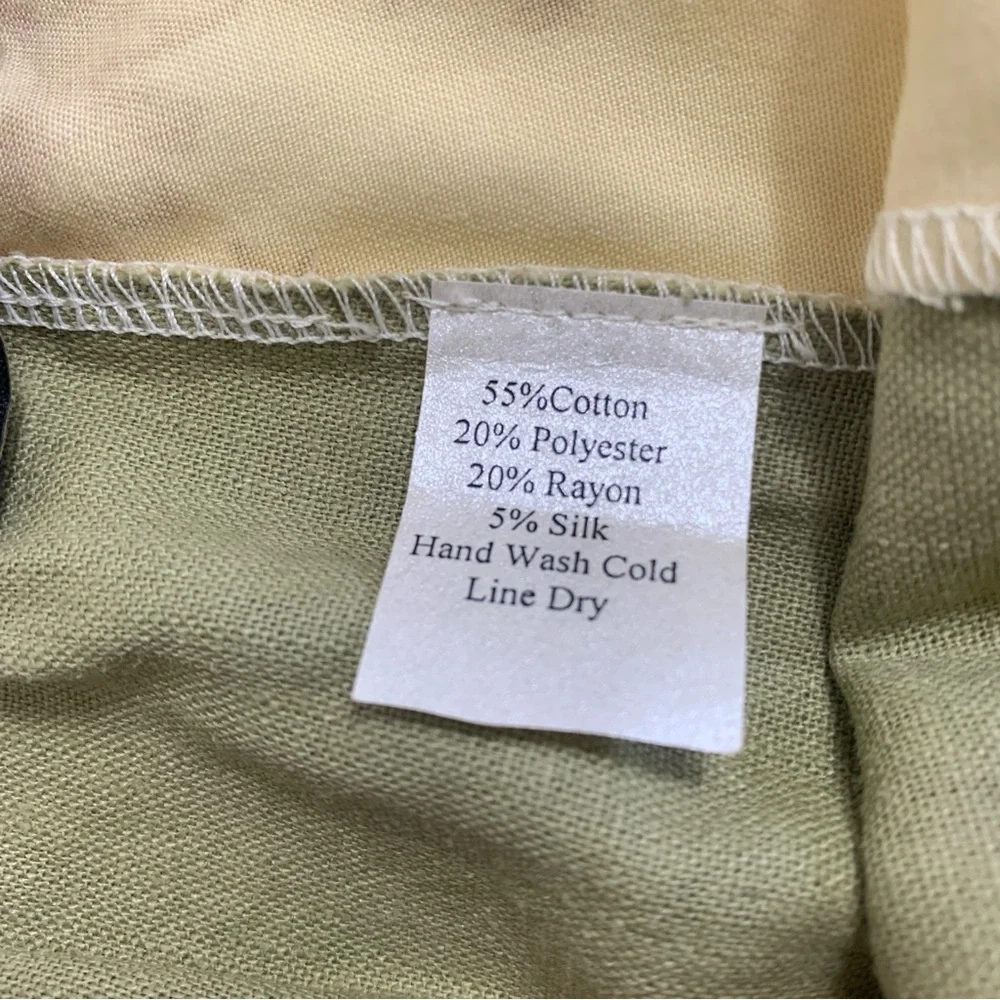 55%Cotton
20% Polyester
20% Rayon
5% Silk
Hand Wash Cold
Line Dry